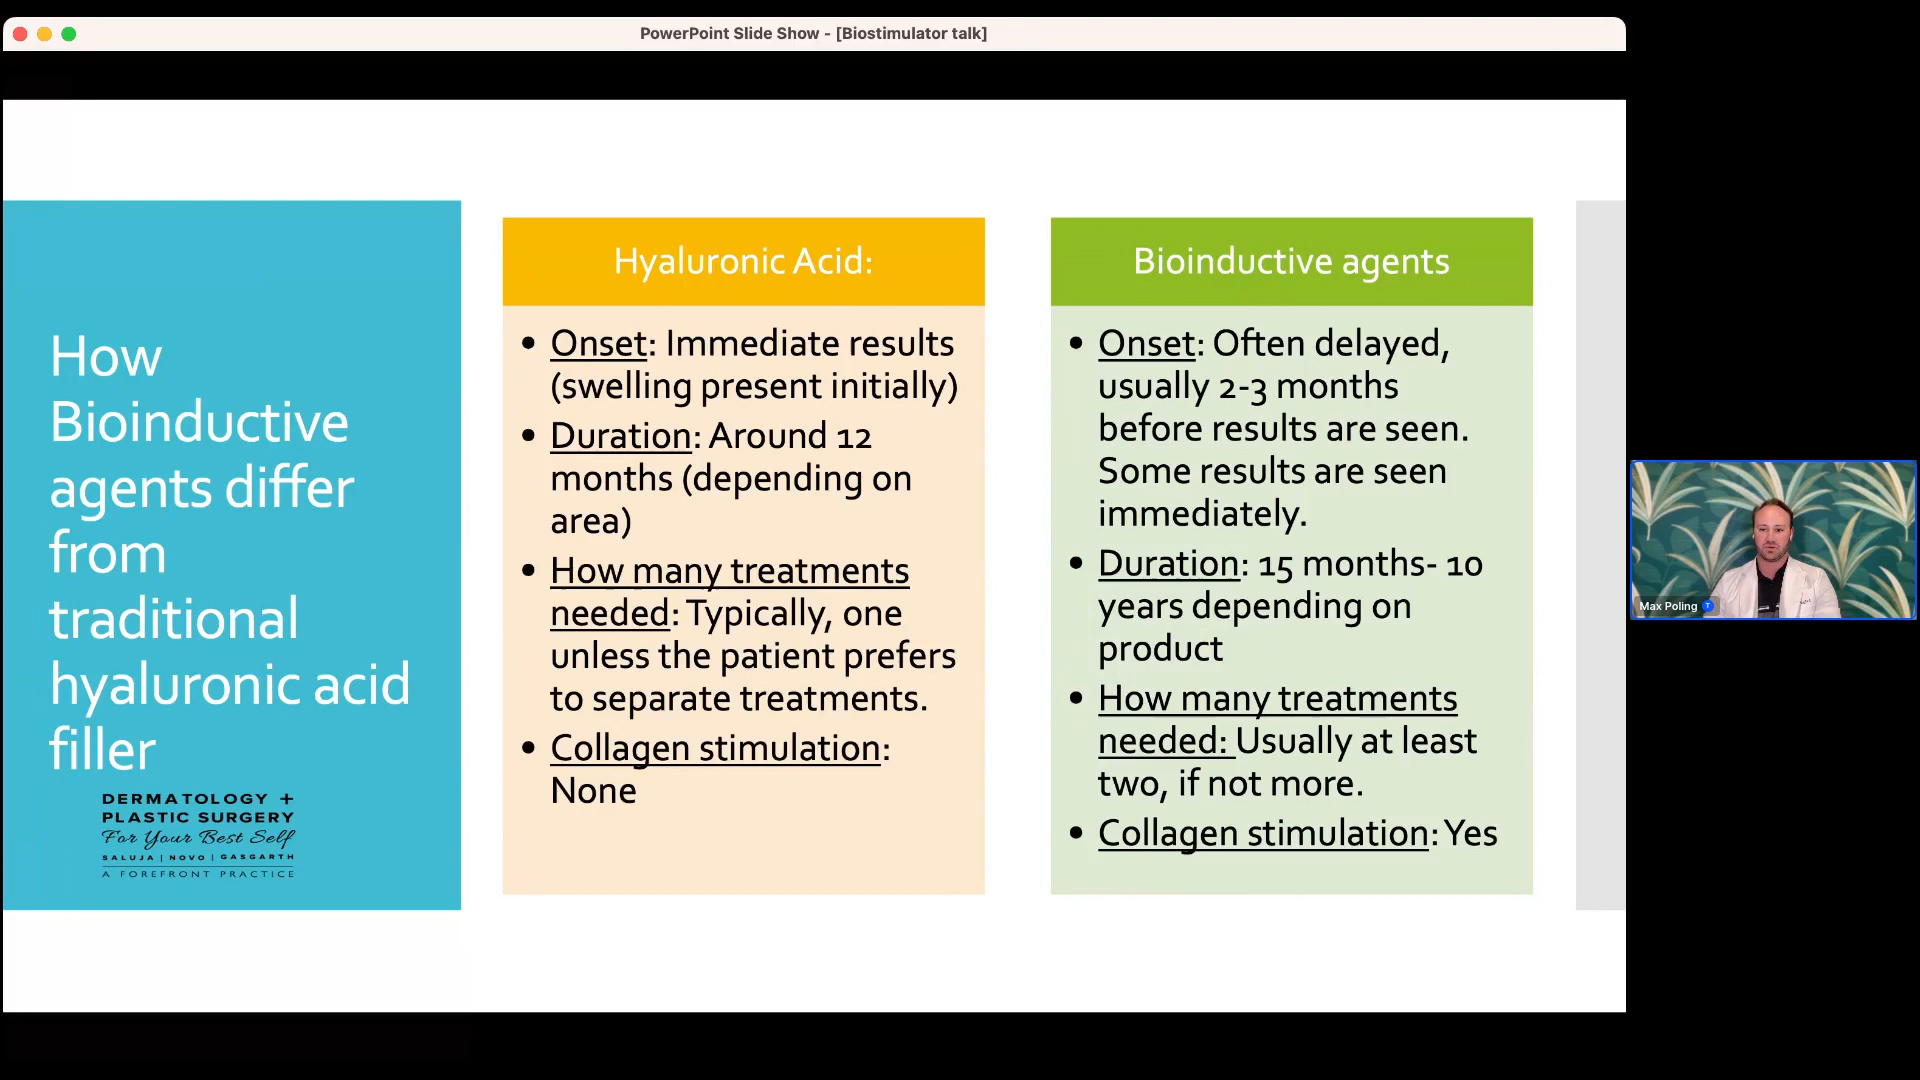 PowerPoint Slide Show - [Biostimulator talk]
How
Bioinductive
agents differ
from
traditional
hyaluronic acid
filler
DERMATOLOGY +
PLASTIC SURGERY
For Your Best Self
SALUJA | NOVO | GASGARTH
A FOREFRONT PRACTICE
Hyaluronic Acid:
• Onset: Immediate results
(swelling present initially)
• Duration: Around 12
months (depending on
area)
• How many treatments
needed: Typically, one
unless the patient prefers
to separate treatments.
• Collagen stimulation:
None
Bioinductive agents
• Onset: Often delayed,
usually 2-3 months
before results are seen.
Some results are seen
immediately.
• Duration: 15 months- 10
years depending on
product
• How many treatments
needed: Usually at least
two, if not more.
• Collagen stimulation: Yes
Max Poling